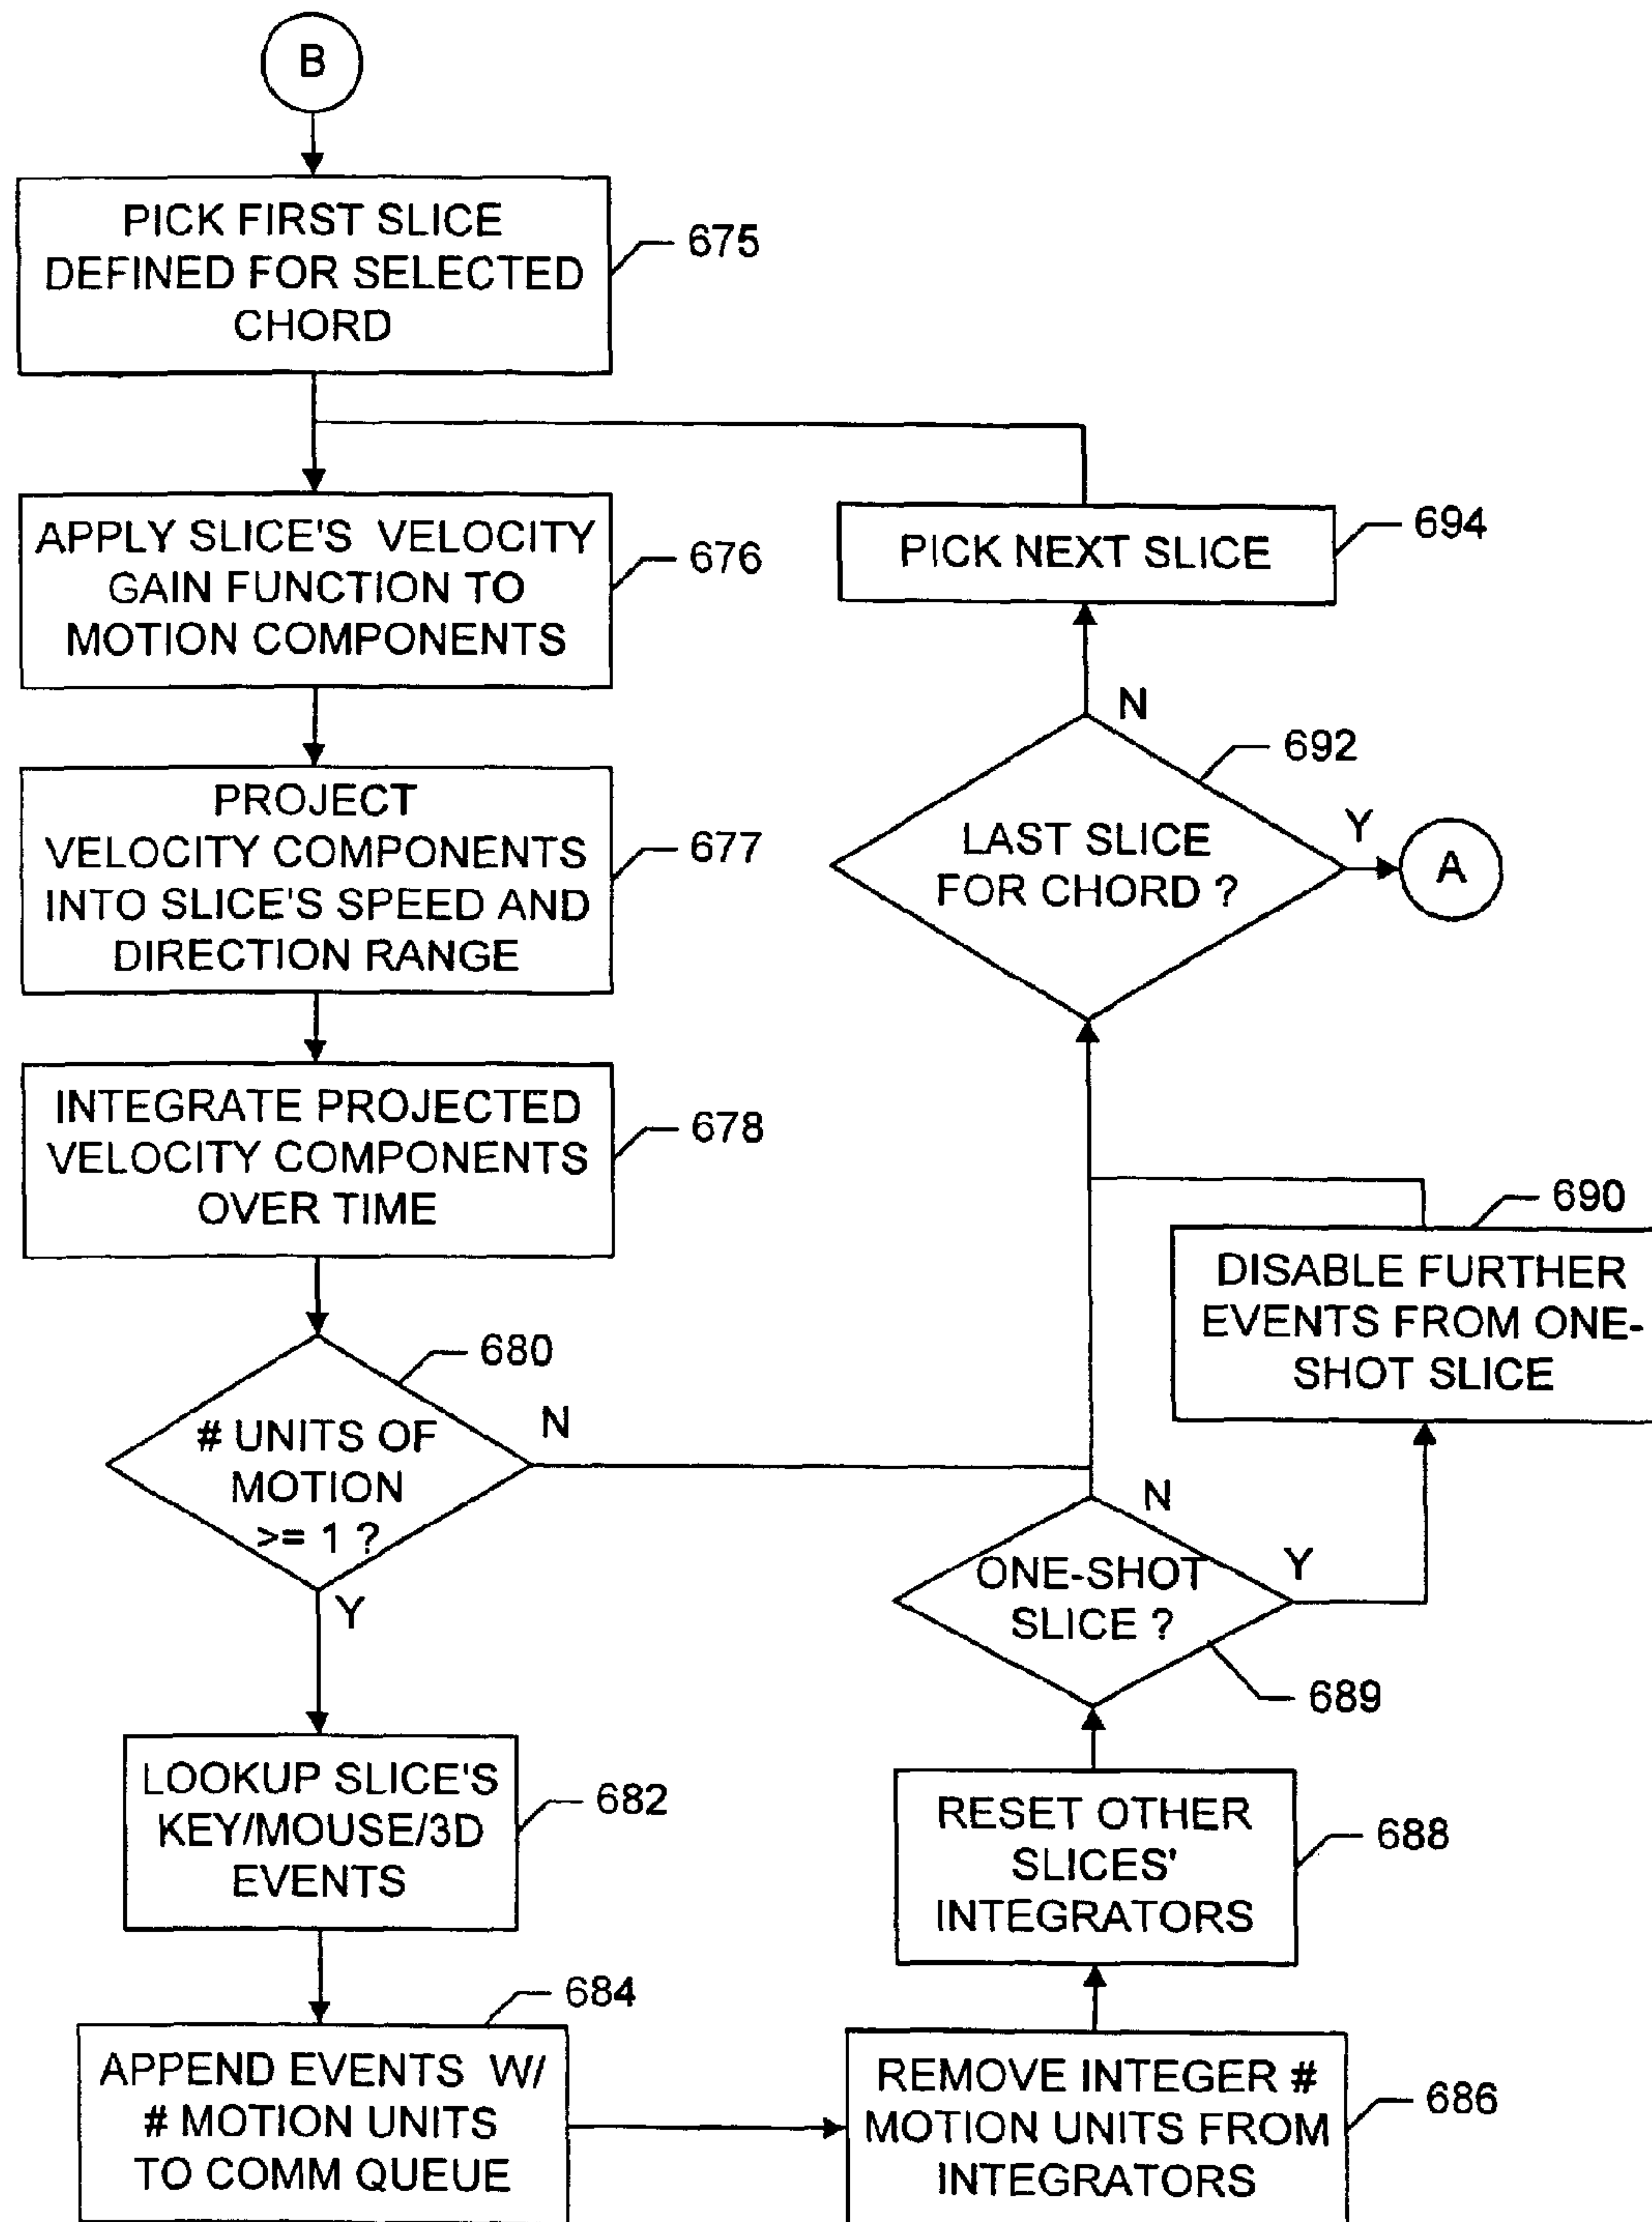 B
PICK FIRST SLICE
DEFINED FOR SELECTED
CHORD
675
APPLY SLICE'S VELOCITY
GAIN FUNCTION TO
MOTION COMPONENTS
676
PROJECT
VELOCITY COMPONENTS
INTO SLICE'S SPEED AND
DIRECTION RANGE
677
INTEGRATE PROJECTED
VELOCITY COMPONENTS
OVER TIME
678
# UNITS OF
MOTION
>= 1 ?
680
N
Y
LOOKUP SLICE'S
KEY/MOUSE/3D
EVENTS
682
APPEND EVENTS W/
# MOTION UNITS
TO COMM QUEUE
684
REMOVE INTEGER #
MOTION UNITS FROM
INTEGRATORS
686
RESET OTHER
SLICES'
INTEGRATORS
688
ONE-SHOT
SLICE ?
689
N
Y
DISABLE FURTHER
EVENTS FROM ONE-
SHOT SLICE
690
LAST SLICE
FOR CHORD ?
692
N
Y
A
PICK NEXT SLICE
694